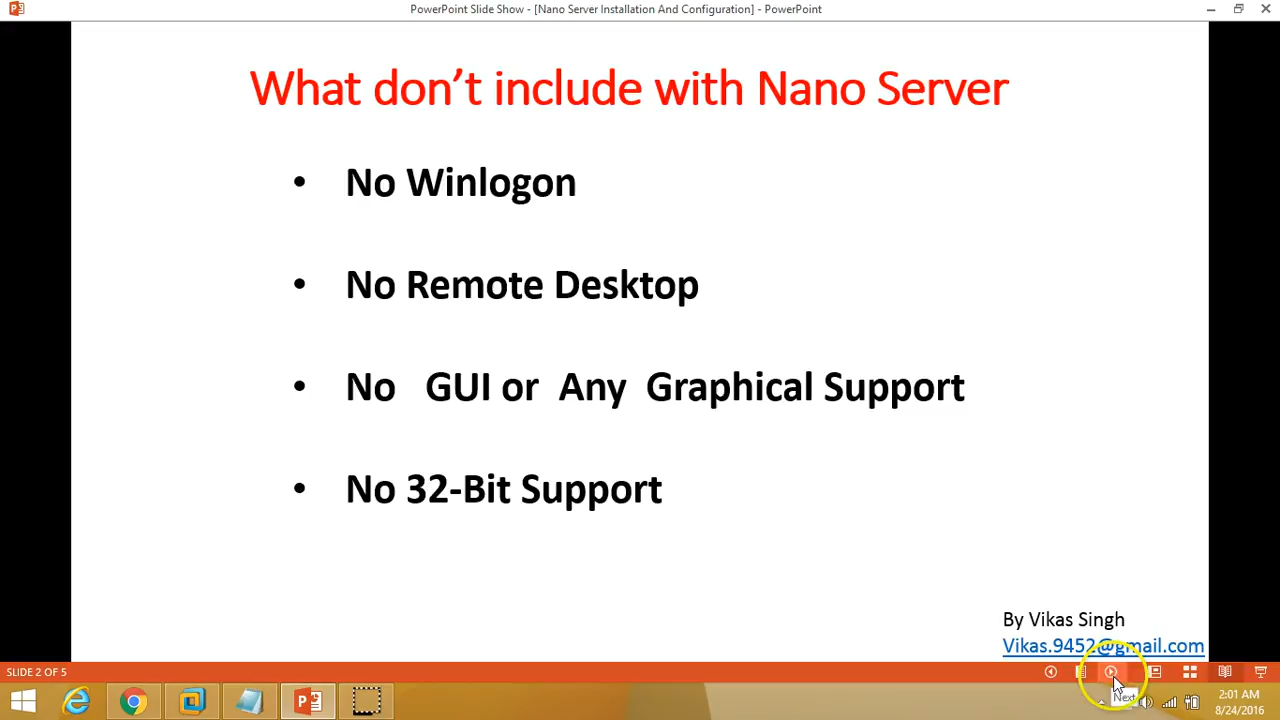 PowerPoint Slide Show - [Nano Server Installation And Configuration] - PowerPoint
What don't include with Nano Server
• No Winlogon
• No Remote Desktop
• No GUI or Any Graphical Support
• No 32-Bit Support
By Vikas Singh
Vikas.9452@gmail.com
SLIDE 2 OF 5
Next
2:01 AM
8/24/2016